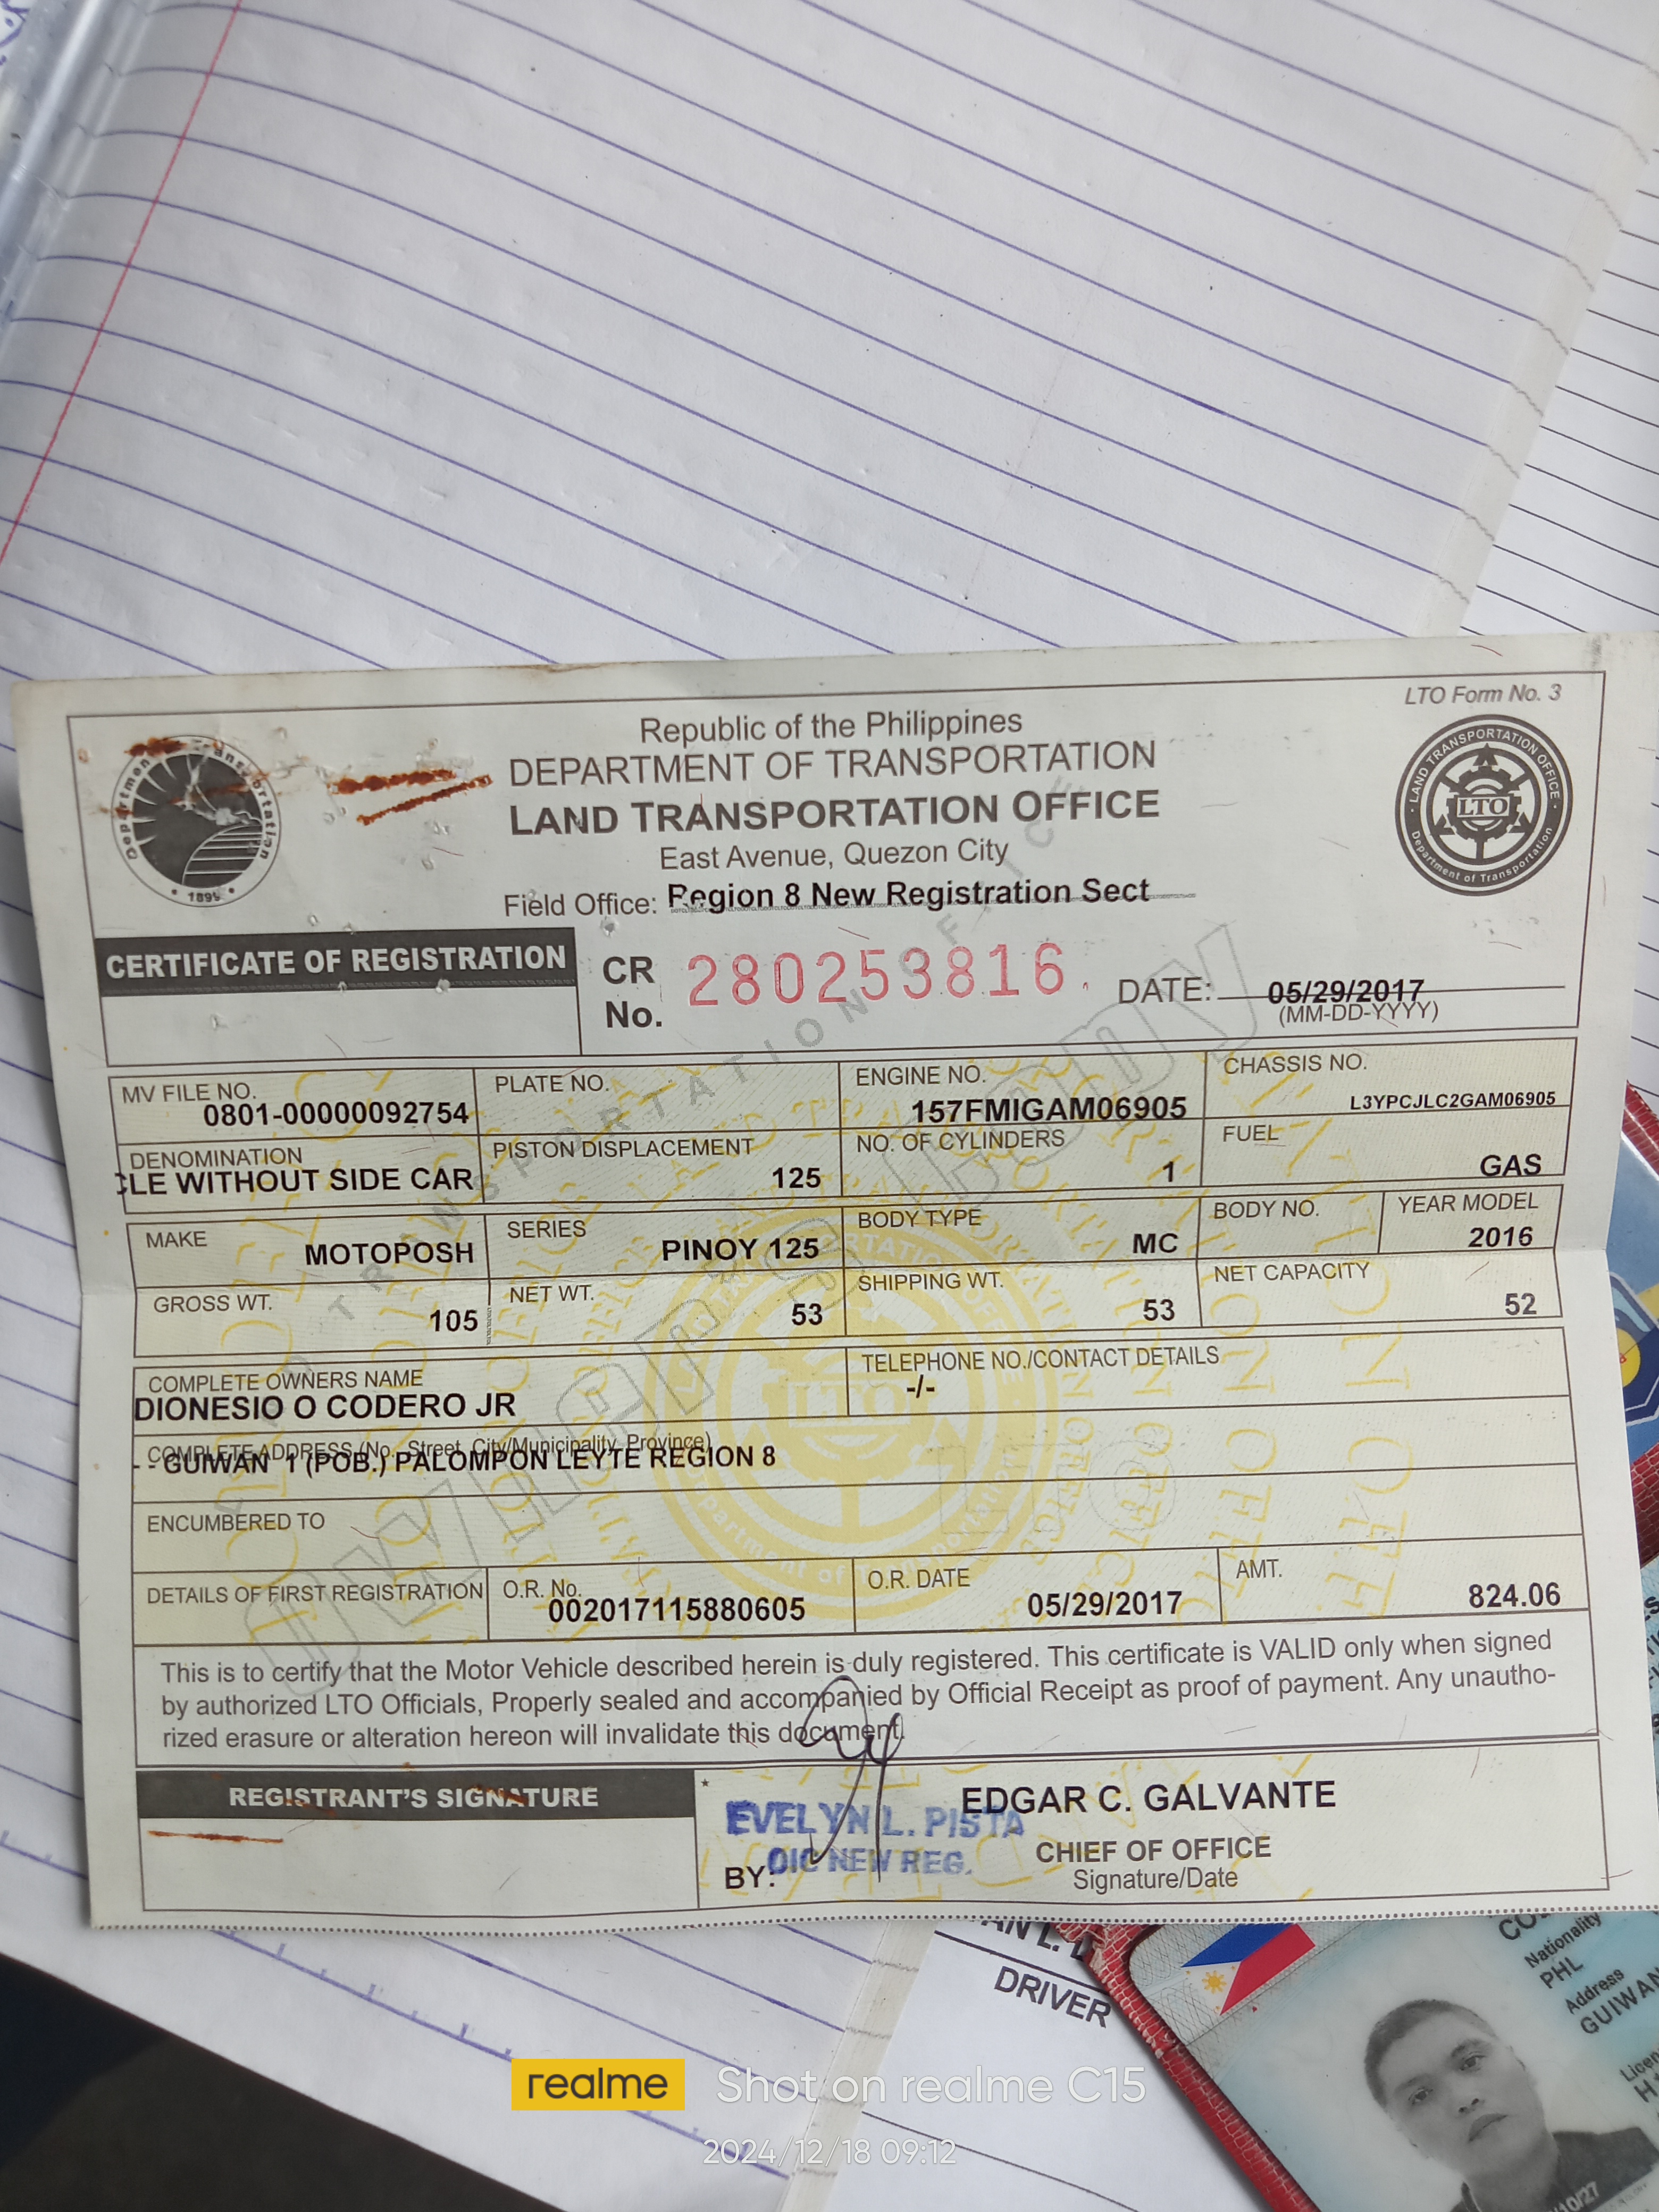 LTO Form No. 3
Republic of the Philippines
DEPARTMENT OF TRANSPORTATION
LAND TRANSPORTATION OFFICE
East Avenue, Quezon City
Field Office: Region 8 New Registration Sect
Department of Transportation
1899
LAND TRANSPORTATION OFFICE
LTO
Department of Transportation
CERTIFICATE OF REGISTRATION
CR No. 280253816
DATE: 05/29/2017
(MM-DD-YYYY)
MV FILE NO. 0801-00000092754
PLATE NO.
ENGINE NO. 157FMIGAM06905
CHASSIS NO. L3YPCJLC2GAM06905
DENOMINATION CLE WITHOUT SIDE CAR
PISTON DISPLACEMENT 125
NO. OF CYLINDERS 1
FUEL GAS
MAKE MOTOPOSH
SERIES PINOY 125
BODY TYPE MC
BODY NO.
YEAR MODEL 2016
GROSS WT. 105
NET WT. 53
SHIPPING WT. 53
NET CAPACITY 52
COMPLETE OWNERS NAME
DIONESIO O CODERO JR
TELEPHONE NO./CONTACT DETAILS
-/-
COMPLETE ADDRESS (No., Street, City/Municipality, Province)
- - GUIWAN 1 (POB.) PALOMPON LEYTE REGION 8
ENCUMBERED TO
DETAILS OF FIRST REGISTRATION
O.R. No. 002017115880605
O.R. DATE 05/29/2017
AMT. 824.06
This is to certify that the Motor Vehicle described herein is duly registered. This certificate is VALID only when signed
by authorized LTO Officials, Properly sealed and accompanied by Official Receipt as proof of payment. Any unautho-
rized erasure or alteration hereon will invalidate this document.
REGISTRANT'S SIGNATURE
EDGAR C. GALVANTE
EVELYN L. PISTA
OIC NEW REG.
BY:
CHIEF OF OFFICE
Signature/Date
DRIVER
Nationality
PHL
Address
GUIWAN
realme Shot on realme C15
2024/12/18 09:12